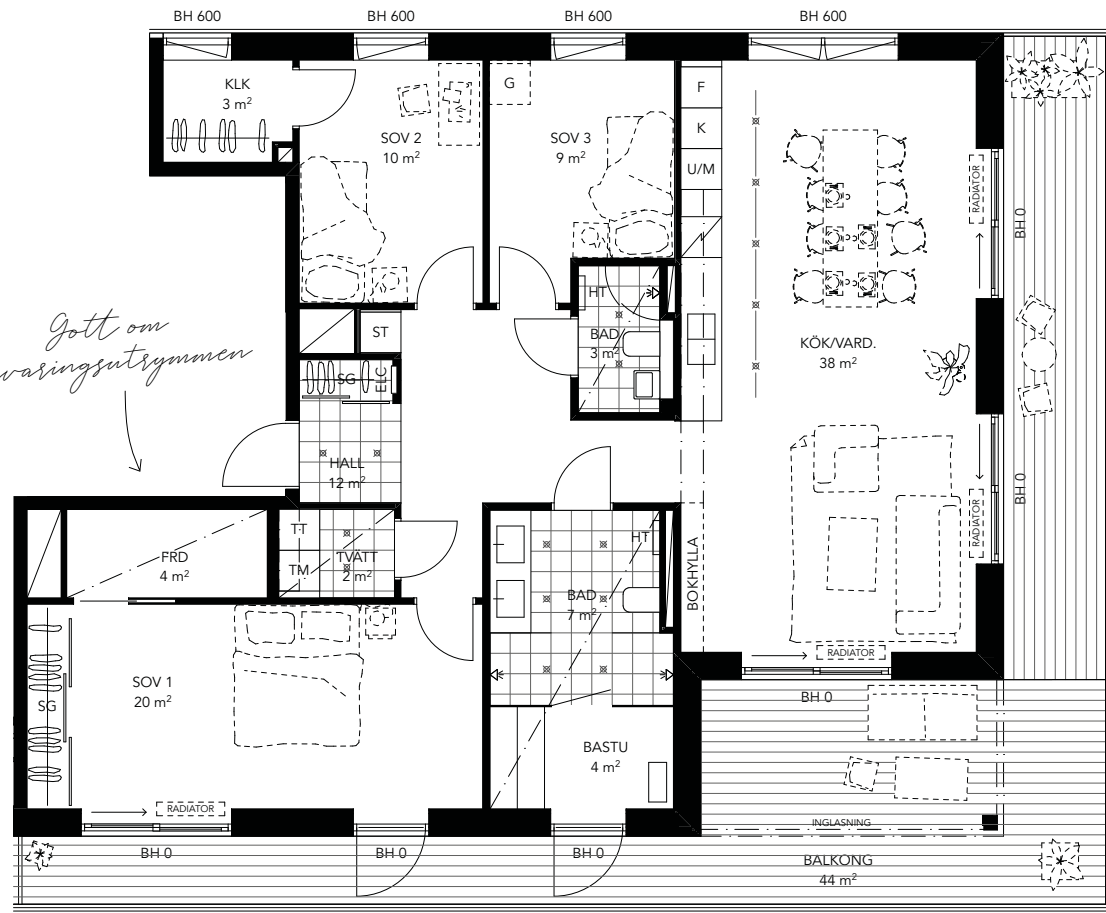 BH 600
BH 600
BH 600
BH 600
KLK
3 m²
G
F
SOV 2
10 m²
SOV 3
9 m²
K
U/M
RADIATOR
BH 0
HT
ST
BAD
3 m²
KÖK/VARD.
38 m²
Gott om
varingsutrymmen
SG
ELC
HALL
12 m²
BH 0
RADIATOR
TT
TM
TVÄTT
2 m²
HT
FRD
4 m²
BOKHYLLA
BAD
7 m²
RADIATOR
SOV 1
20 m²
SG
BH 0
BASTU
4 m²
RADIATOR
INGLASNING
BH 0
BH 0
BH 0
BALKONG
44 m²